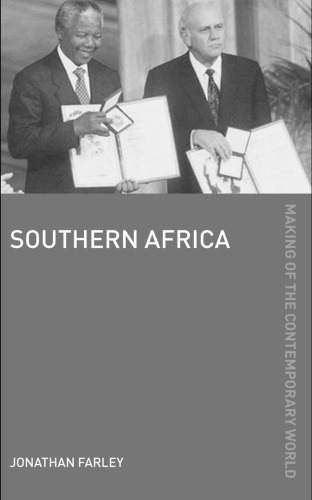 SOUTHERN AFRICA
MAKING OF THE CONTEMPORARY WORLD
JONATHAN FARLEY